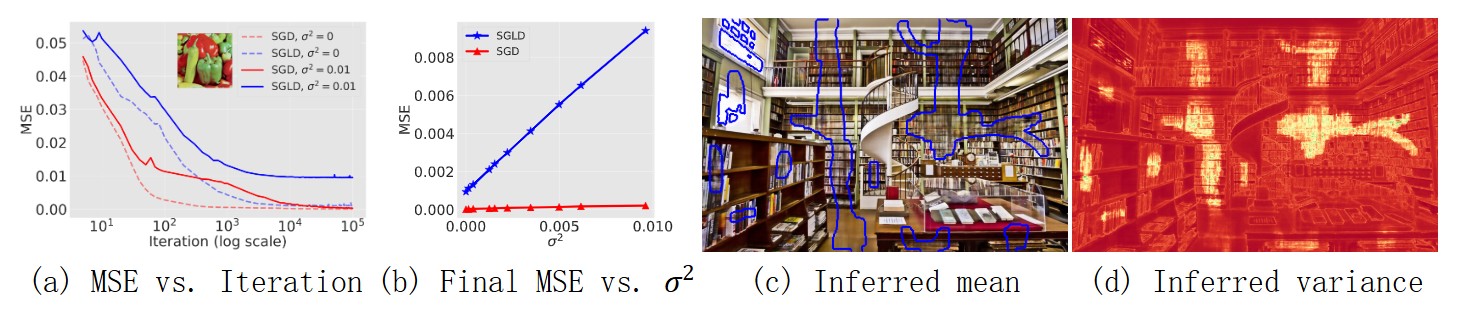 SGD, σ² = 0
SGLD, σ² = 0
SGD, σ² = 0.01
SGLD, σ² = 0.01
MSE
0.05
0.04
0.03
0.02
0.01
0.00
10¹ 10² 10³ 10⁴ 10⁵
Iteration (log scale)
(a) MSE vs. Iteration
SGLD
SGD
MSE
0.008
0.006
0.004
0.002
0.000
0.000 0.005 0.010
σ²
(b) Final MSE vs. σ²
(c) Inferred mean
(d) Inferred variance